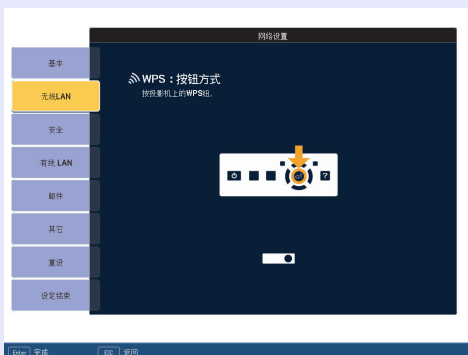 网络设置
基本
无线LAN
安全
有线 LAN
邮件
其它
重设
设定结束
WPS：按钮方式
按投影机上的WPS钮.
?
Enter 完成
ESC 返回